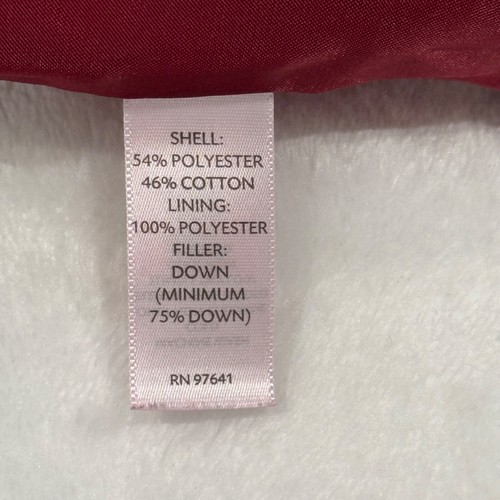 SHELL:
54% POLYESTER
46% COTTON
LINING:
100% POLYESTER
FILLER:
DOWN
(MINIMUM
75% DOWN)
RN 97641